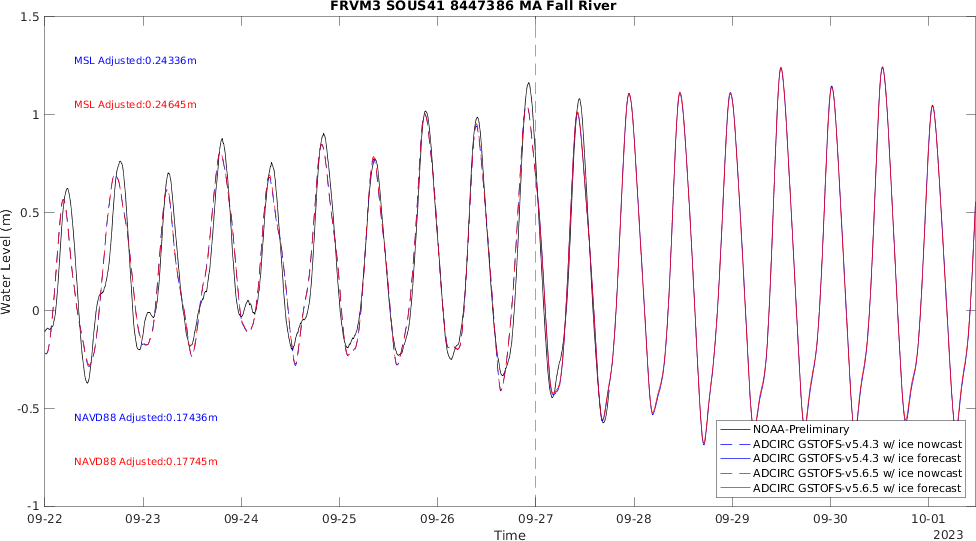 FRVM3 SOUS41 8447386 MA Fall River
1.5
1
0.5
0
-0.5
-1
Water Level (m)
MSL Adjusted:0.24336m
MSL Adjusted:0.24645m
NAVD88 Adjusted:0.17436m
NAVD88 Adjusted:0.17745m
NOAA-Preliminary
ADCIRC GSTOFS-v5.4.3 w/ ice nowcast
ADCIRC GSTOFS-v5.4.3 w/ ice forecast
ADCIRC GSTOFS-v5.6.5 w/ ice nowcast
ADCIRC GSTOFS-v5.6.5 w/ ice forecast
09-22 09-23 09-24 09-25 09-26 09-27 09-28 09-29 09-30 10-01
Time
2023